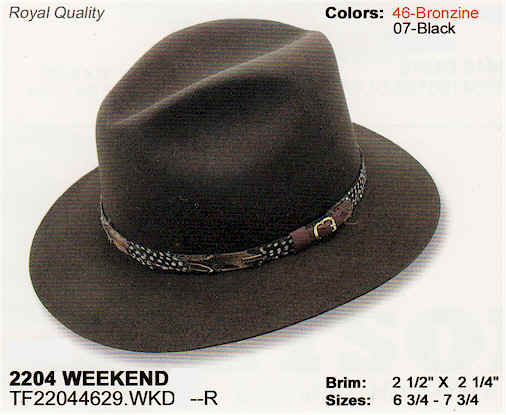 Royal Quality
Colors: 46-Bronzine
07-Black
2204 WEEKEND
TF22044629.WKD --R
Brim: 2 1/2" X 2 1/4"
Sizes: 6 3/4 - 7 3/4